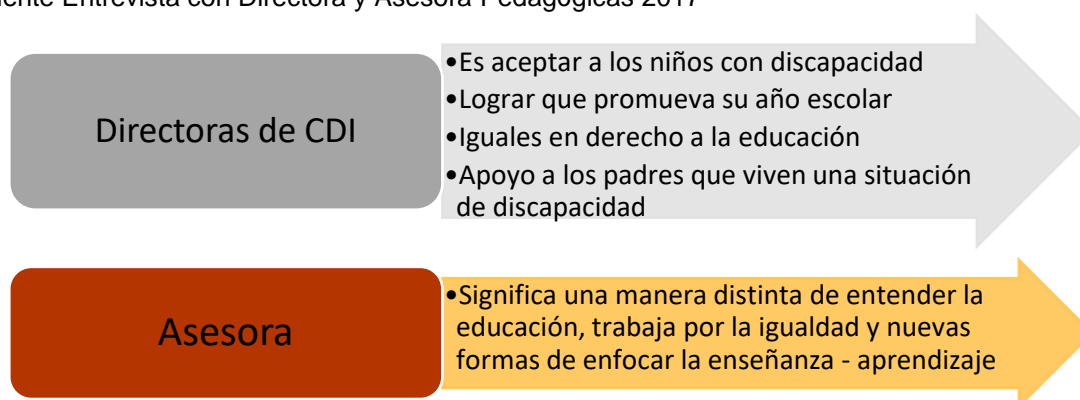 Entrevista con Directora y Asesora Pedagógicas 2017
Directoras de CDI
•Es aceptar a los niños con discapacidad
•Lograr que promueva su año escolar
•Iguales en derecho a la educación
•Apoyo a los padres que viven una situación
de discapacidad
Asesora
•Significa una manera distinta de entender la
educación, trabaja por la igualdad y nuevas
formas de enfocar la enseñanza - aprendizaje